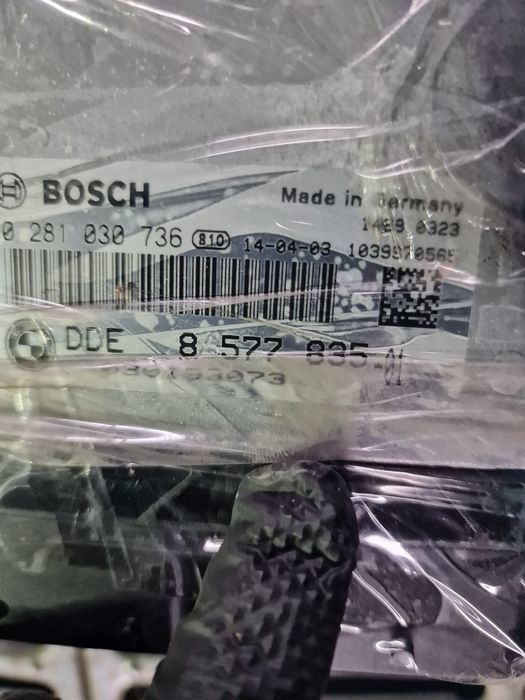 BOSCH
Made in Germany
0 281 030 736 810 14-04-03 1039S70565
DDE 8 577 835-01